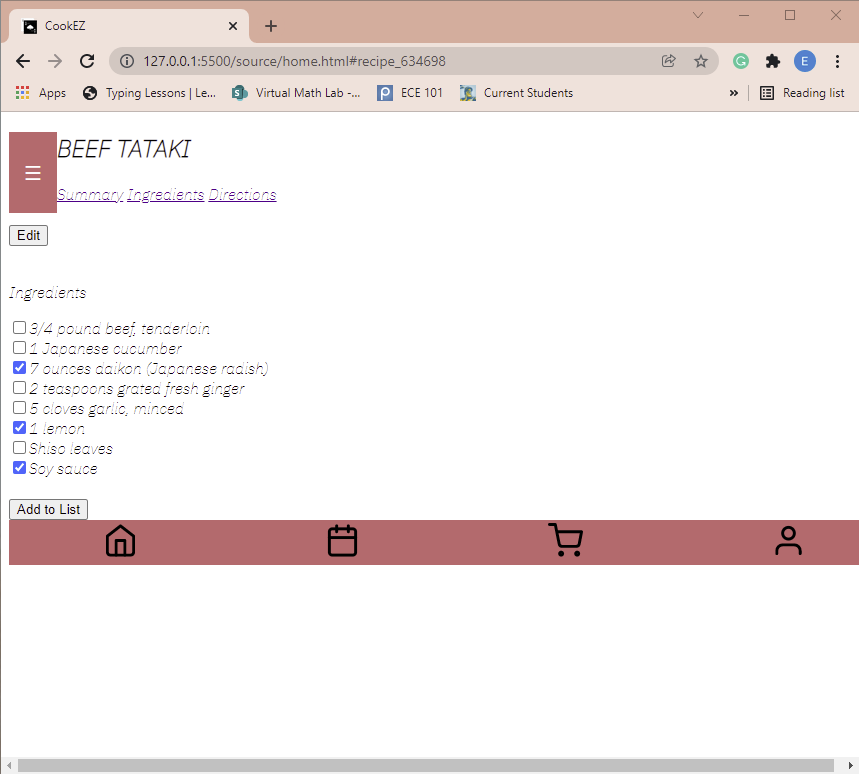 CookEZ
127.0.0.1:5500/source/home.html#recipe_634698
G
E
Apps
Typing Lessons | Le...
S
Virtual Math Lab -...
p
ECE 101
Current Students
»
Reading list
BEEF TATAKI
Summary Ingredients Directions
Edit
Ingredients
3/4 pound beef, tenderloin
1 Japanese cucumber
7 ounces daikon (Japanese radish)
2 teaspoons grated fresh ginger
5 cloves garlic, minced
1 lemon
Shiso leaves
Soy sauce
Add to List